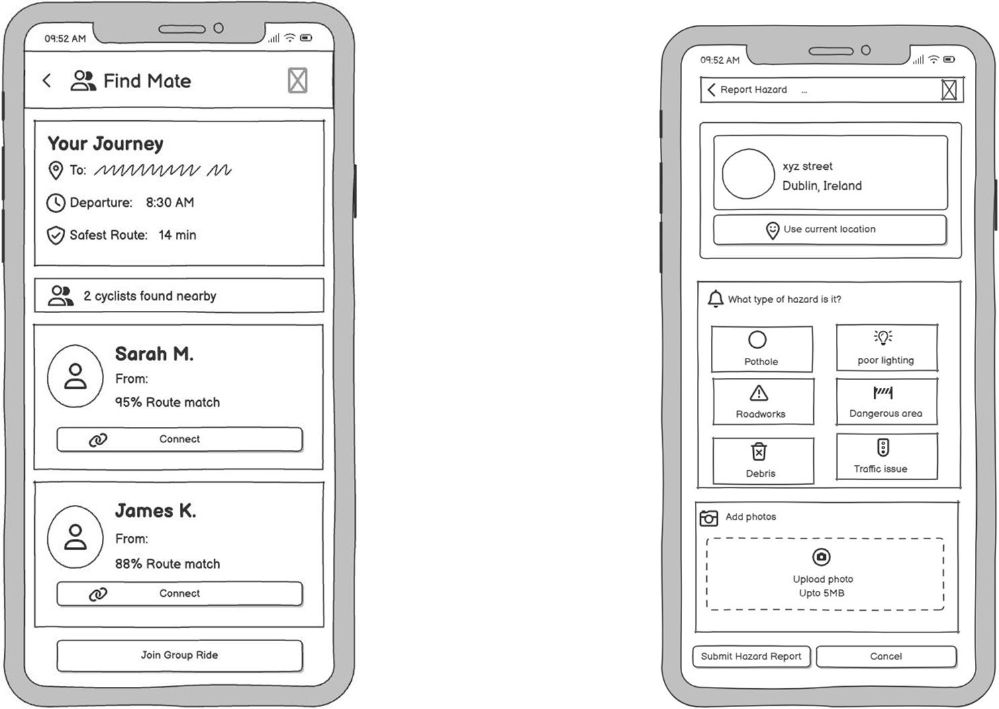 09:52 AM
Find Mate
Your Journey
To:
Departure: 8:30 AM
Safest Route: 14 min
2 cyclists found nearby
Sarah M.
From:
95% Route match
Connect
James K.
From:
88% Route match
Connect
Join Group Ride
09:52 AM
Report Hazard ...
xyz street
Dublin, Ireland
Use current location
What type of hazard is it?
Pothole
poor lighting
Roadworks
Dangerous area
Debris
Traffic issue
Add photos
Upload photo
Upto 5MB
Submit Hazard Report
Cancel